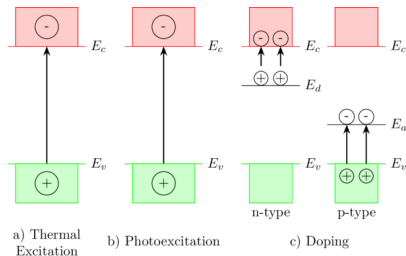 - - - -
E_c E_c E_c E_c
+ +
E_d
- -
E_a
E_v E_v E_v E_v
+ + + +
n-type p-type
a) Thermal
Excitation
b) Photoexcitation
c) Doping